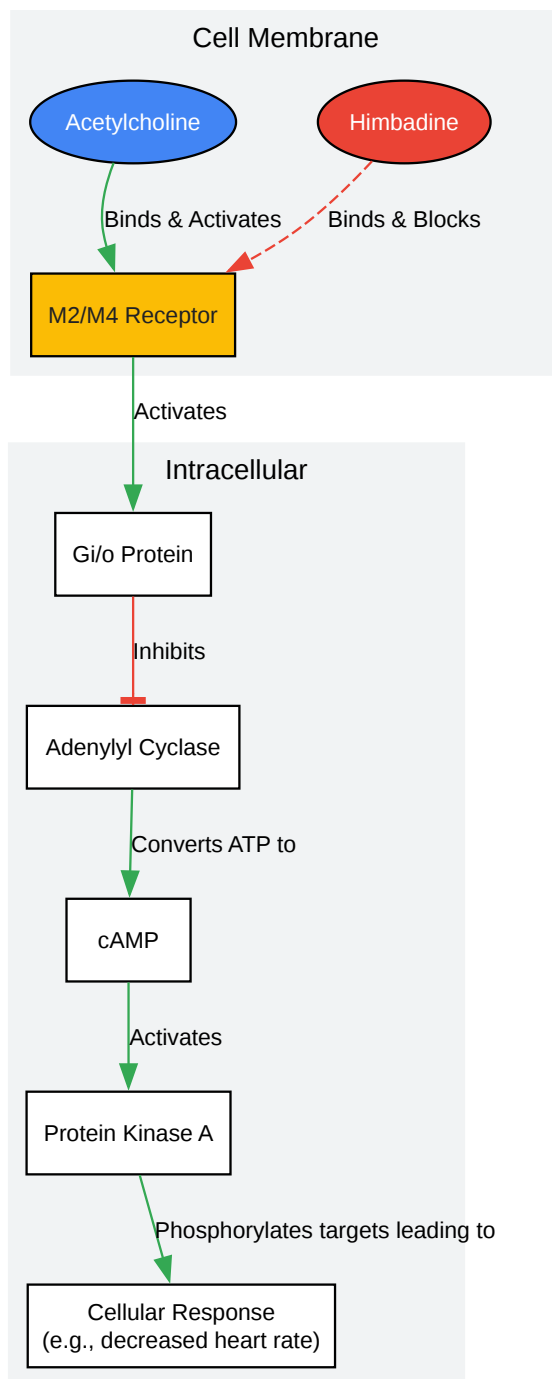 Cell Membrane
Acetylcholine
Himbadine
Binds & Activates
Binds & Blocks
M2/M4 Receptor
Activates
Intracellular
Gi/o Protein
Inhibits
Adenylyl Cyclase
Converts ATP to
cAMP
Activates
Protein Kinase A
Phosphorylates targets leading to
Cellular Response
(e.g., decreased heart rate)